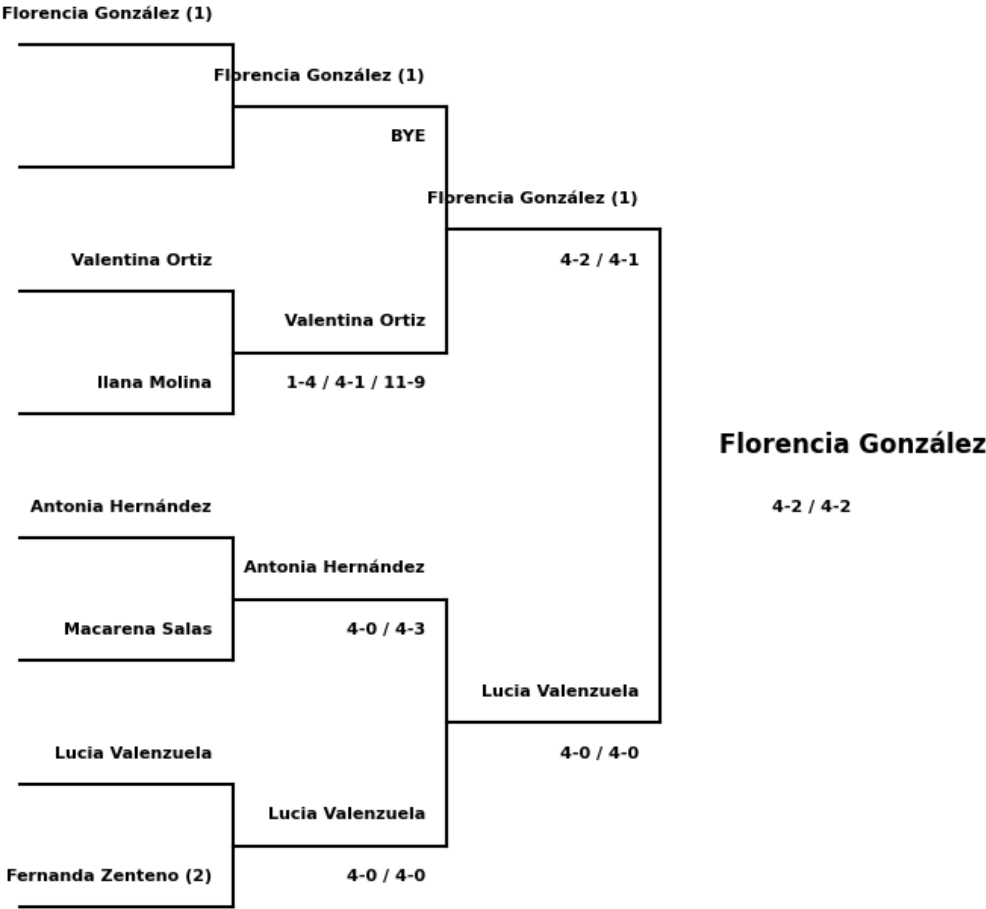 Florencia González (1)
Florencia González (1)
BYE
Florencia González (1)
Valentina Ortiz
4-2 / 4-1
Valentina Ortiz
Ilana Molina
1-4 / 4-1 / 11-9
Florencia González
Antonia Hernández
4-2 / 4-2
Antonia Hernández
Macarena Salas
4-0 / 4-3
Lucia Valenzuela
Lucia Valenzuela
4-0 / 4-0
Lucia Valenzuela
Fernanda Zenteno (2)
4-0 / 4-0